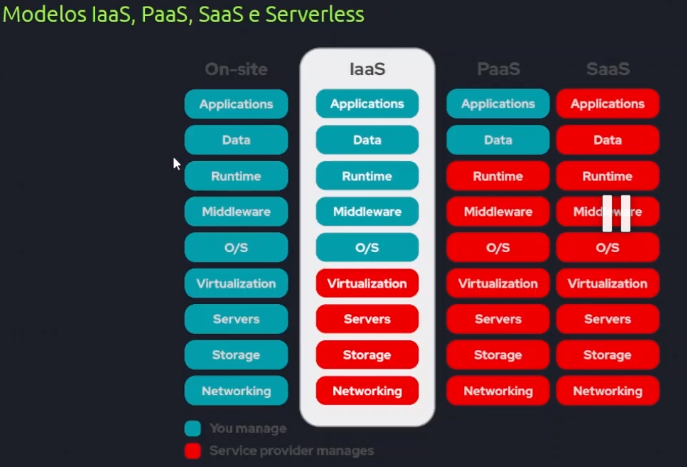 Modelos IaaS, PaaS, SaaS e Serverless
On-site IaaS PaaS SaaS
Applications Applications Applications Applications
Data Data Data Data
Runtime Runtime Runtime Runtime
Middleware Middleware Middleware Middleware
O/S O/S O/S O/S
Virtualization Virtualization Virtualization Virtualization
Servers Servers Servers Servers
Storage Storage Storage Storage
Networking Networking Networking Networking
You manage
Service provider manages